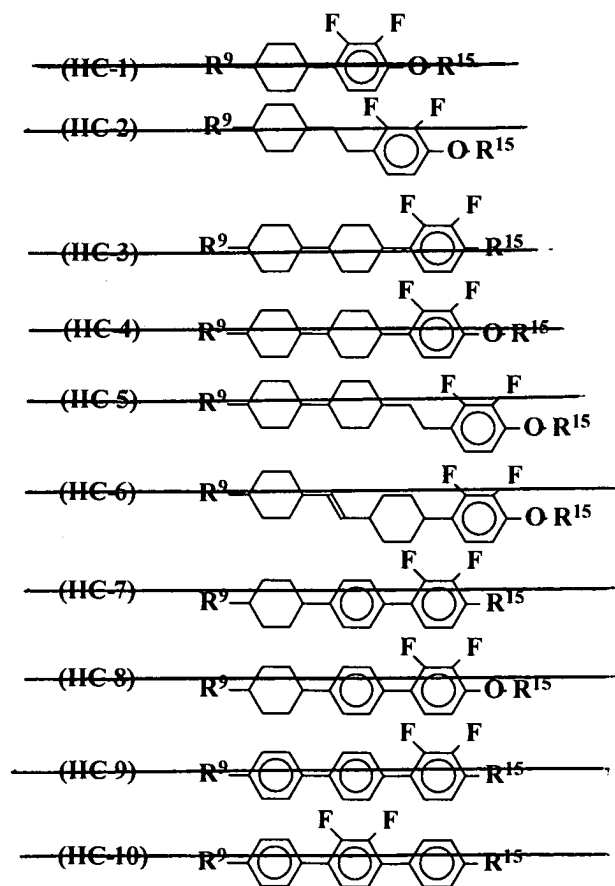 F F
(HC-1) R⁹ O-R¹⁵
F F
(HC-2) R⁹ O-R¹⁵
F F
(HC-3) R⁹ R¹⁵
F F
(HC-4) R⁹ O-R¹⁵
F F
(HC-5) R⁹ O-R¹⁵
F F
(HC-6) R⁹ O-R¹⁵
F F
(HC-7) R⁹ R¹⁵
F F
(HC-8) R⁹ O-R¹⁵
F F
(HC-9) R⁹ R¹⁵
F F
(HC-10) R⁹ R¹⁵